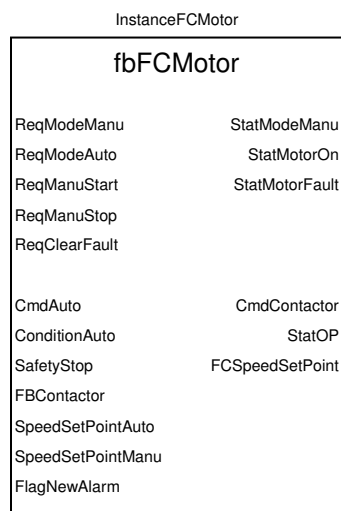 InstanceFCMotor
fbFCMotor
ReqModeManu StatModeManu
ReqModeAuto StatMotorOn
ReqManuStart StatMotorFault
ReqManuStop
ReqClearFault
CmdAuto CmdContactor
ConditionAuto StatOP
SafetyStop FCSpeedSetPoint
FBContactor
SpeedSetPointAuto
SpeedSetPointManu
FlagNewAlarm